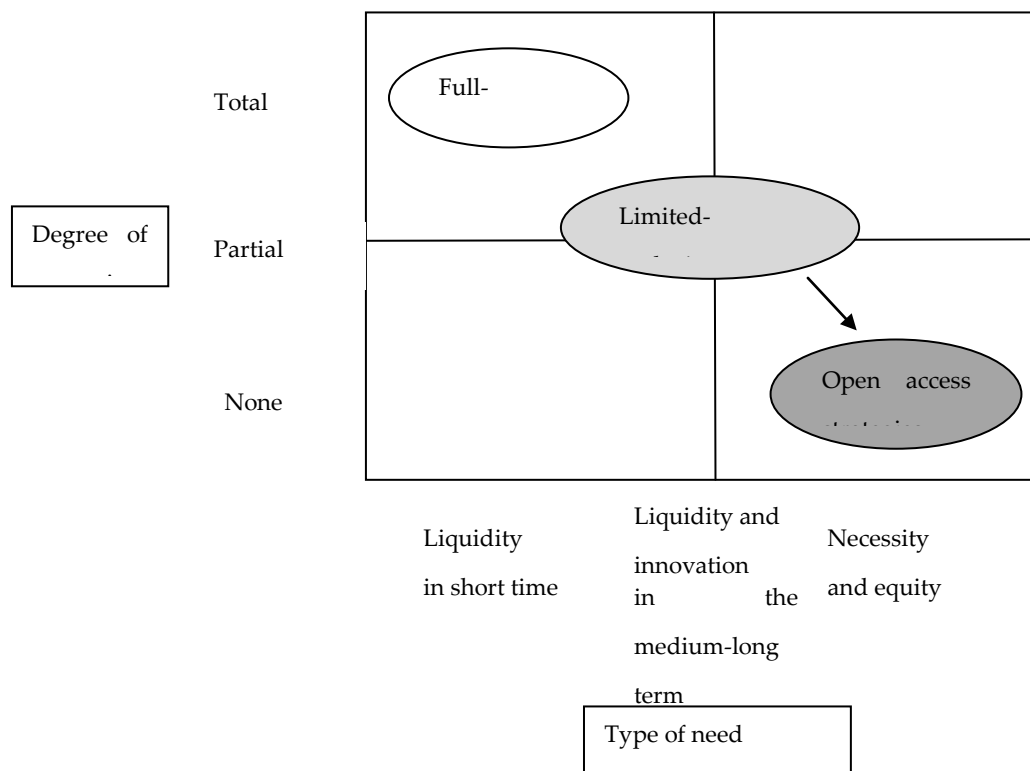 Full-
Total
Limited-
Degree of
Partial
Open access
None
Liquidity
in short time
Liquidity and
innovation
in the
medium-long
term
Necessity
and equity
Type of need